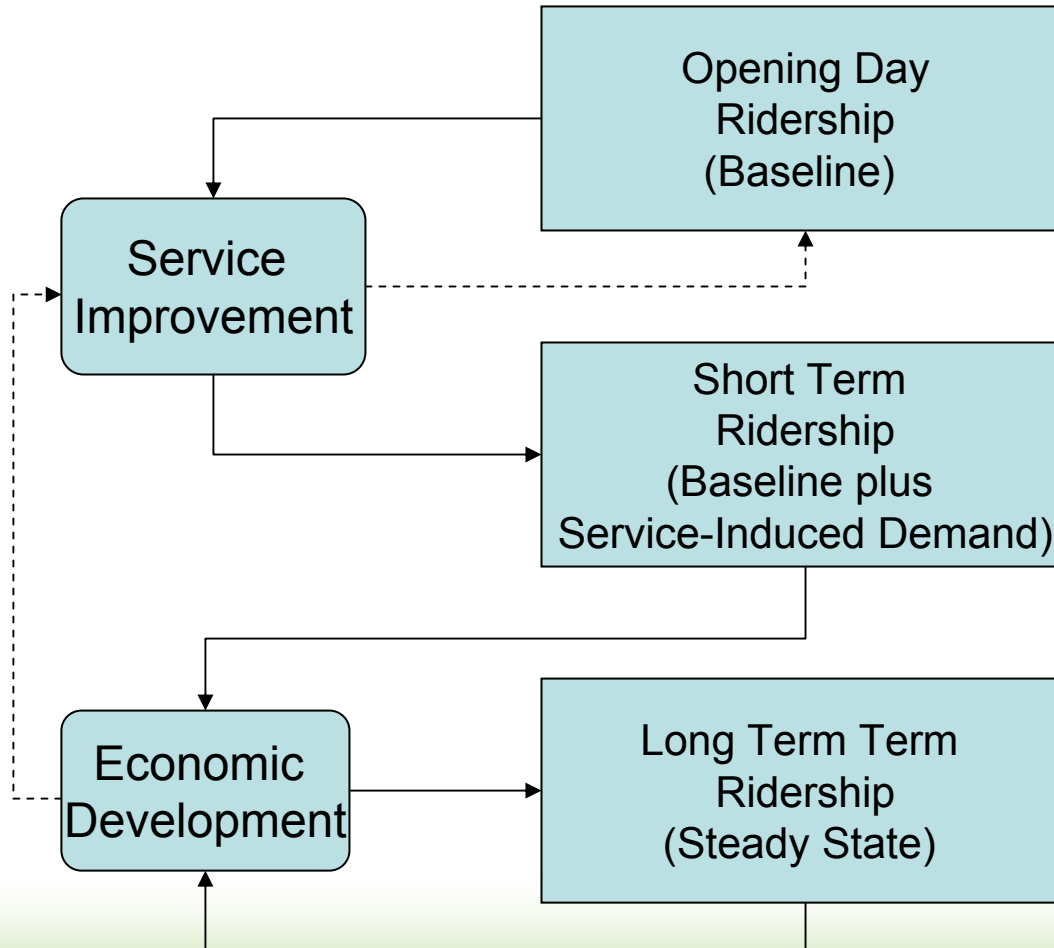 Opening Day
Ridership
(Baseline)
Service
Improvement
Short Term
Ridership
(Baseline plus
Service-Induced Demand)
Economic
Development
Long Term Term
Ridership
(Steady State)